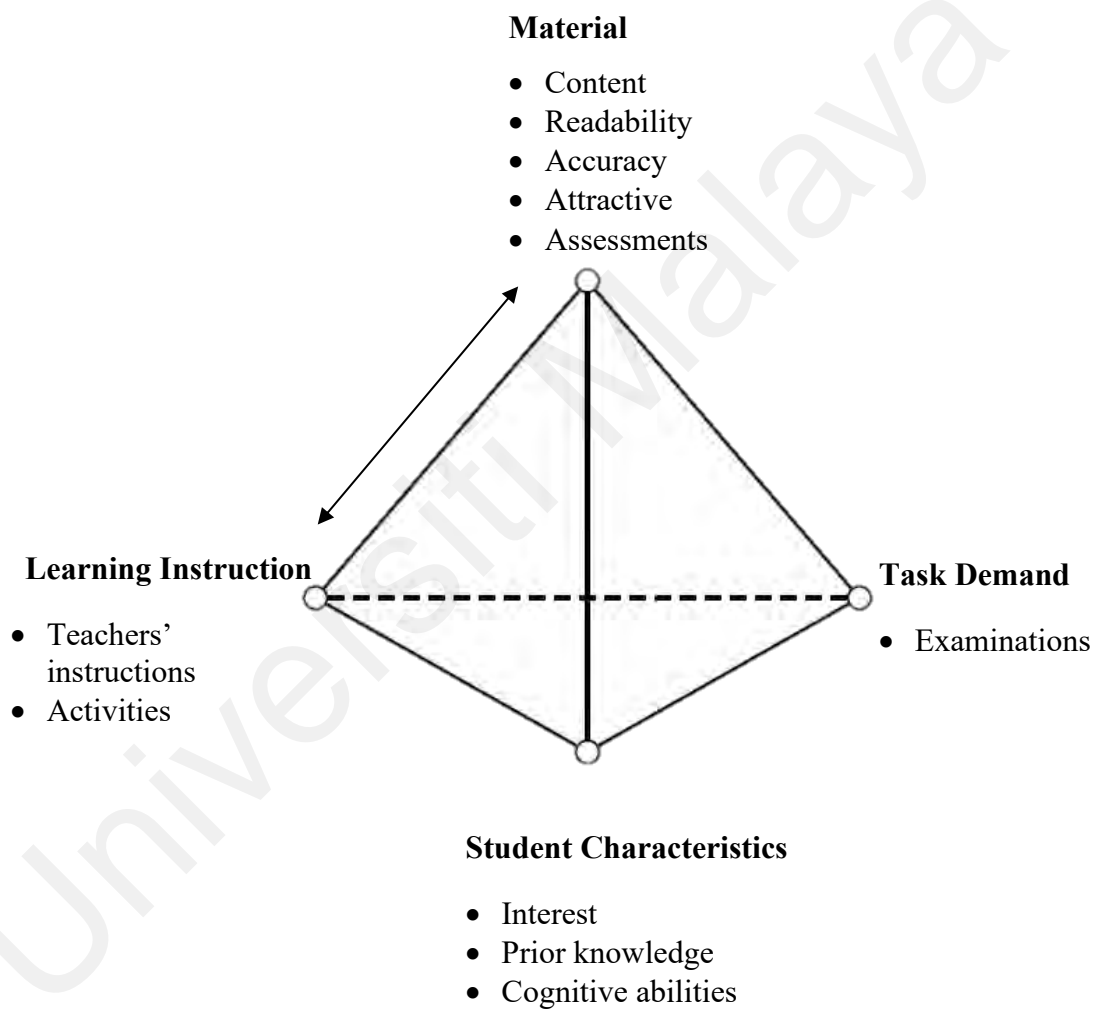 Material
• Content
• Readability
• Accuracy
• Attractive
• Assessments
Learning Instruction
• Teachers’
instructions
• Activities
Task Demand
• Examinations
Student Characteristics
• Interest
• Prior knowledge
• Cognitive abilities
Universiti Malaya